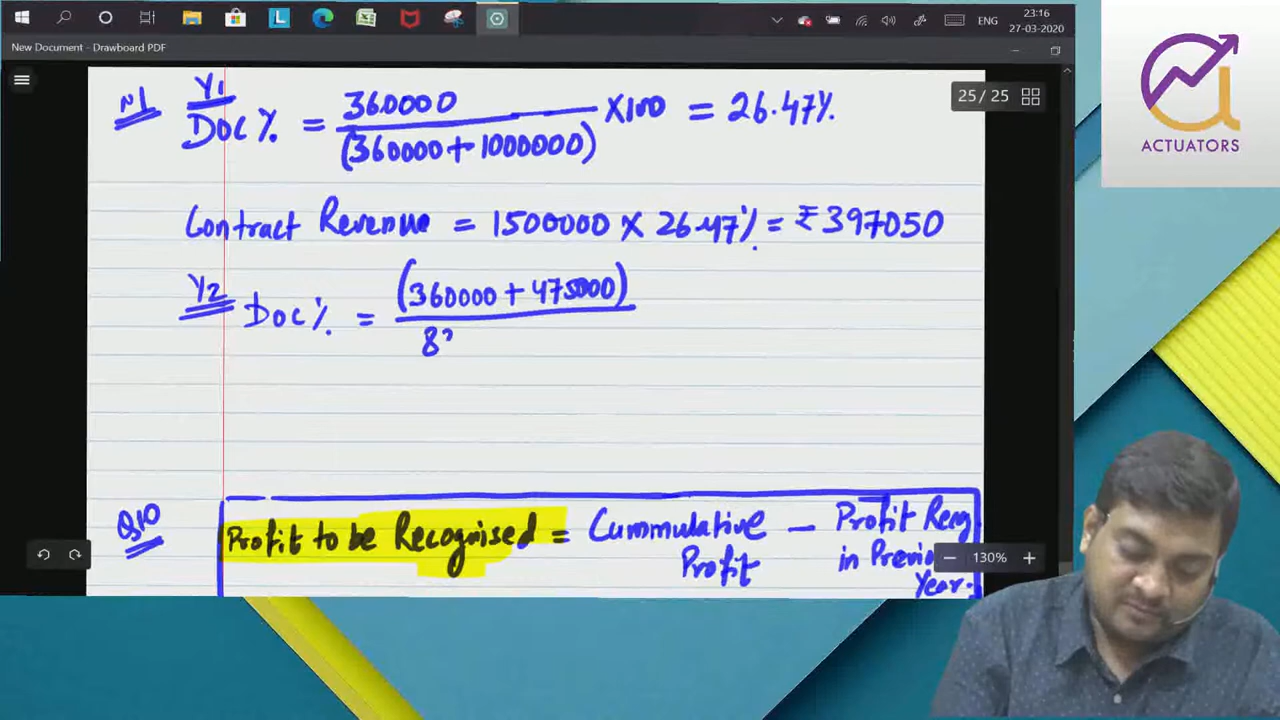 23:16
ENG
27-03-2020
New Document - Drawboard PDF
25/25
ACTUATORS
N1 Y1
DOC % = 360000 / (360000 + 1000000) X100 = 26.47%
Contract Revenue = 1500000 X 26.47% = ₹397050
Y2 DOC % = (360000 + 475000)
8
Q10
Profit to be Recognised = Cummulative Profit — Profit Recg in Previo
Year.
130%